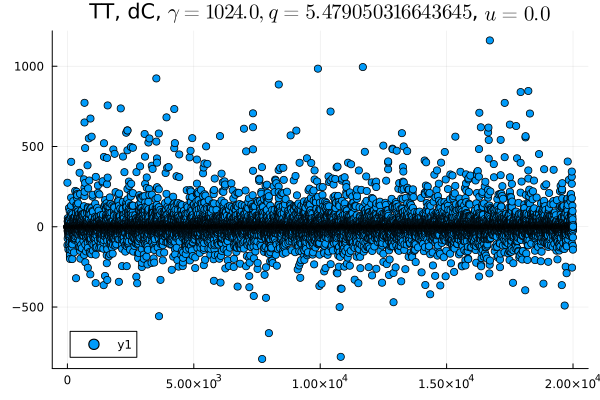 T̅T̅, dC, γ = 1024.0, q = 5.479050316643645, u = 0.0
1000
500
0
−500
y1
0 5.00×10³ 1.00×10⁴ 1.50×10⁴ 2.00×10⁴